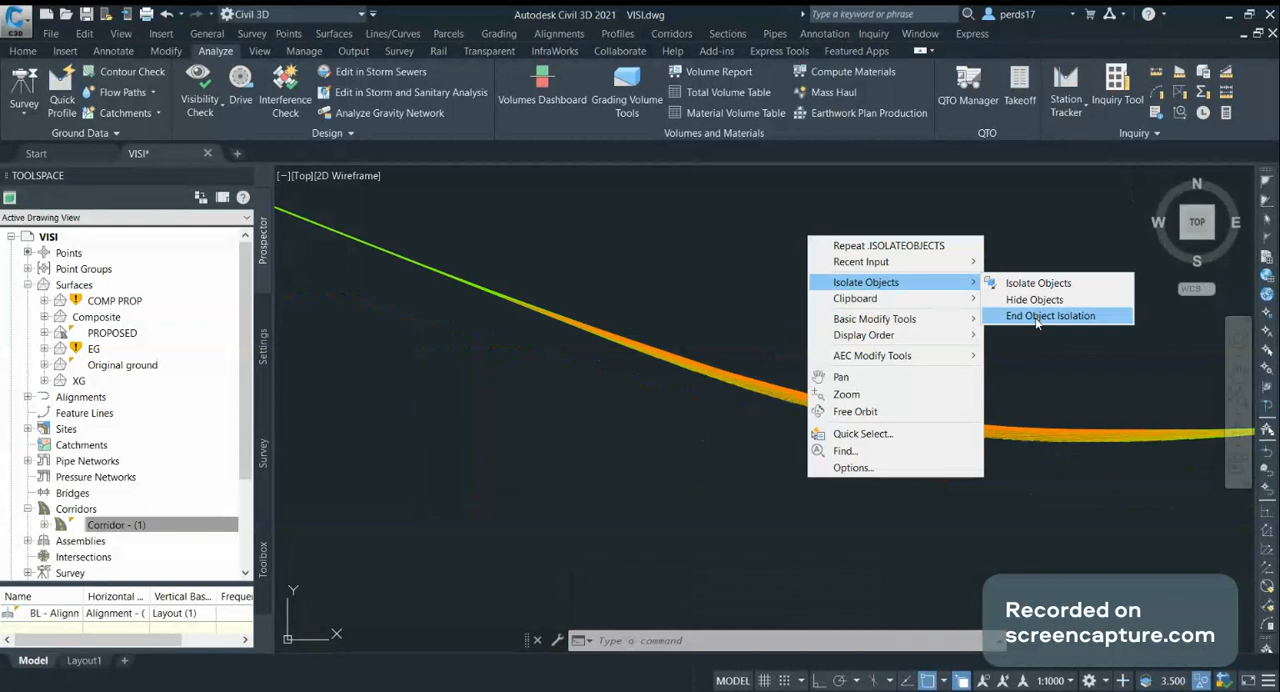 Civil 3D
Autodesk Civil 3D 2021 VISI.dwg
Type a keyword or phrase
perds17
C3D
File Edit View Insert General Survey Points Surfaces Lines/Curves Parcels Grading Alignments Profiles Corridors Sections Pipes Annotation Inquiry Window Express
Home Insert Annotate Modify Analyze View Manage Output Survey Rail Transparent InfraWorks Collaborate Help Add-ins Express Tools Featured Apps
Survey
Quick Profile
Contour Check
Flow Paths
Catchments
Ground Data
Visibility Check
Drive
Interference Check
Edit in Storm Sewers
Edit in Storm and Sanitary Analysis
Analyze Gravity Network
Design
Volumes Dashboard
Grading Volume Tools
Volume Report
Total Volume Table
Material Volume Table
Compute Materials
Mass Haul
Earthwork Plan Production
Volumes and Materials
QTO Manager
Takeoff
QTO
Station Tracker
Inquiry Tool
Inquiry
Start
VISI*
TOOLSPACE
Active Drawing View
VISI
Points
Point Groups
Surfaces
COMP PROP
Composite
PROPOSED
EG
Original ground
XG
Alignments
Feature Lines
Sites
Catchments
Pipe Networks
Pressure Networks
Bridges
Corridors
Corridor - (1)
Assemblies
Intersections
Survey
Name Horizontal ... Vertical Bas... Freque
BL - Alignn Alignment - ( Layout (1)
Prospector
Settings
Survey
Toolbox
[−][Top][2D Wireframe]
N
W
TOP
E
S
WCS
Repeat .ISOLATEOBJECTS
Recent Input
Isolate Objects
Clipboard
Basic Modify Tools
Display Order
AEC Modify Tools
Pan
Zoom
Free Orbit
Quick Select...
Find...
Options...
Isolate Objects
Hide Objects
End Object Isolation
Y
X
Type a command
Recorded on
screencapture.com
Model Layout1
MODEL
1:1000
3.500